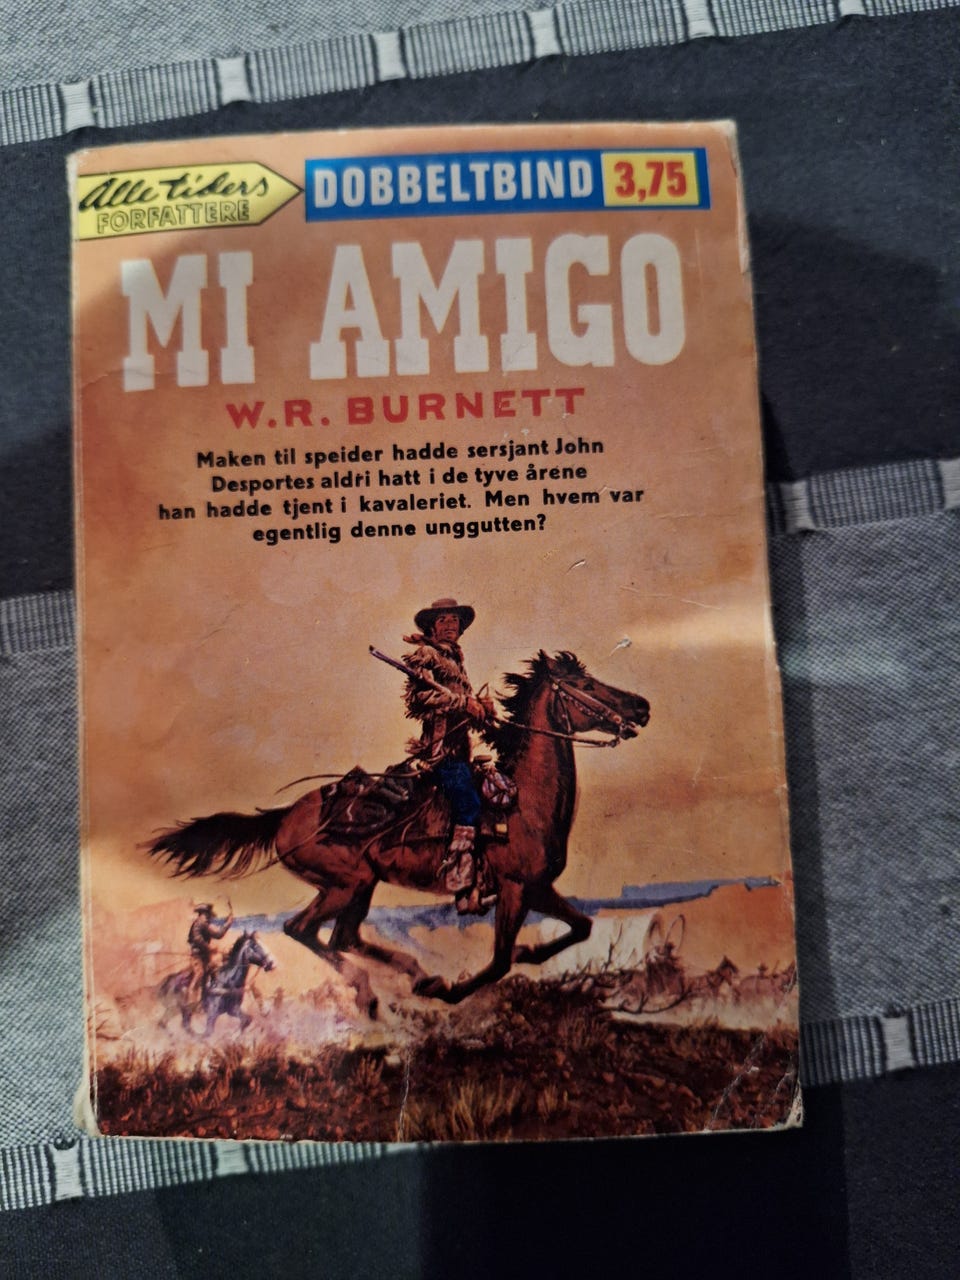 Alle tiders
FORFATTERE
DOBBELTBIND 3,75
MI AMIGO
W.R. BURNETT
Maken til speider hadde sersjant John
Desportes aldri hatt i de tyve årene
han hadde tjent i kavaleriet. Men hvem var
egentlig denne unggutten?